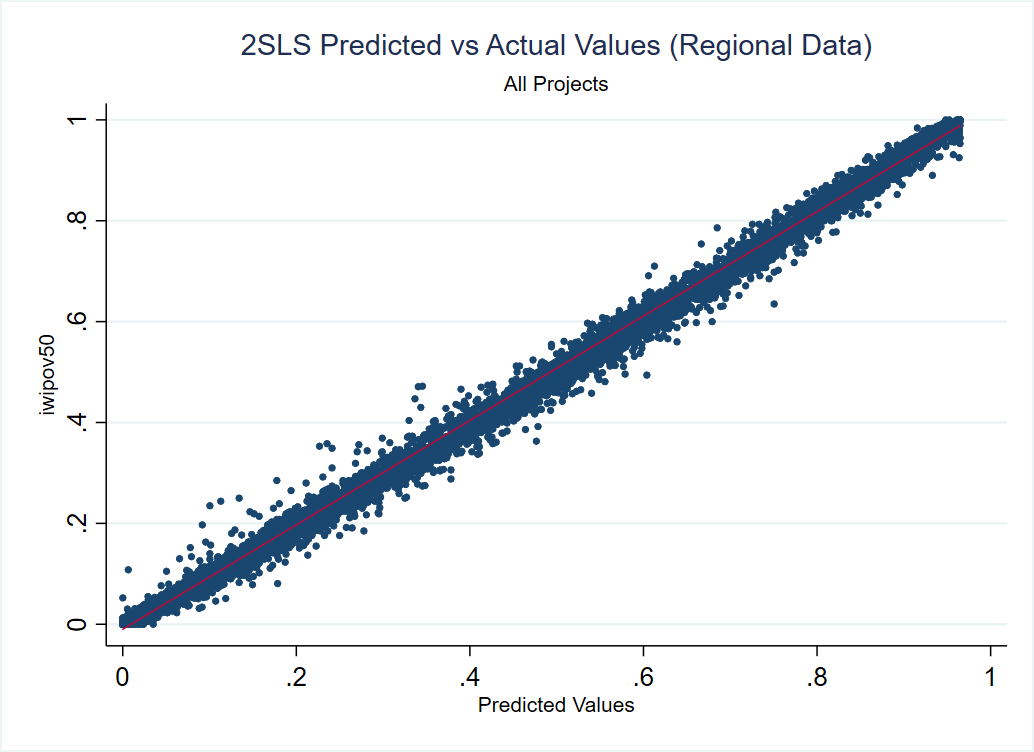 2SLS Predicted vs Actual Values (Regional Data)
All Projects
1
.8
.6
.4
.2
0
iwipov50
0 .2 .4 .6 .8 1
Predicted Values